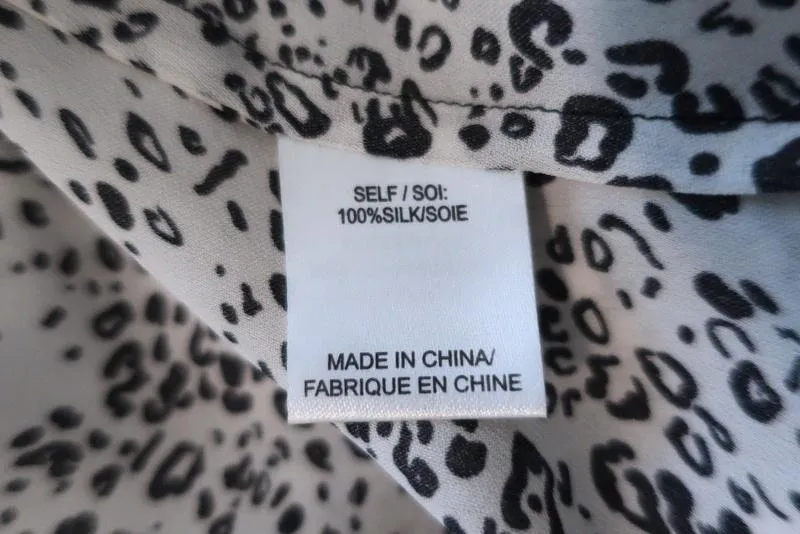 SELF / SOI:
100%SILK/SOIE
MADE IN CHINA/
FABRIQUE EN CHINE